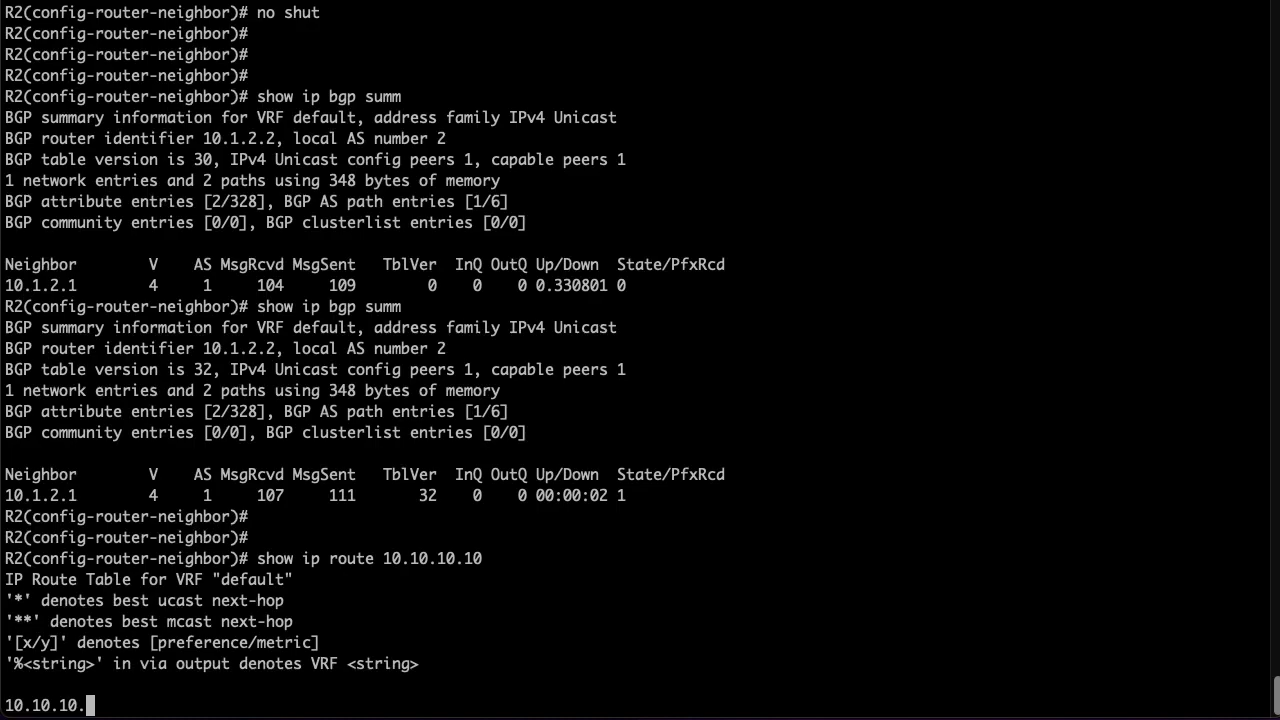 R2(config-router-neighbor)# no shut
R2(config-router-neighbor)#
R2(config-router-neighbor)#
R2(config-router-neighbor)#
R2(config-router-neighbor)# show ip bgp summ
BGP summary information for VRF default, address family IPv4 Unicast
BGP router identifier 10.1.2.2, local AS number 2
BGP table version is 30, IPv4 Unicast config peers 1, capable peers 1
1 network entries and 2 paths using 348 bytes of memory
BGP attribute entries [2/328], BGP AS path entries [1/6]
BGP community entries [0/0], BGP clusterlist entries [0/0]

Neighbor        V    AS MsgRcvd MsgSent   TblVer  InQ OutQ Up/Down  State/PfxRcd
10.1.2.1        4     1     104     109        0    0    0 0.330801 0
R2(config-router-neighbor)# show ip bgp summ
BGP summary information for VRF default, address family IPv4 Unicast
BGP router identifier 10.1.2.2, local AS number 2
BGP table version is 32, IPv4 Unicast config peers 1, capable peers 1
1 network entries and 2 paths using 348 bytes of memory
BGP attribute entries [2/328], BGP AS path entries [1/6]
BGP community entries [0/0], BGP clusterlist entries [0/0]

Neighbor        V    AS MsgRcvd MsgSent   TblVer  InQ OutQ Up/Down  State/PfxRcd
10.1.2.1        4     1     107     111       32    0    0 00:00:02 1
R2(config-router-neighbor)#
R2(config-router-neighbor)#
R2(config-router-neighbor)# show ip route 10.10.10.10
IP Route Table for VRF "default"
'*' denotes best ucast next-hop
'**' denotes best mcast next-hop
'[x/y]' denotes [preference/metric]
'%<string>' in via output denotes VRF <string>

10.10.10.